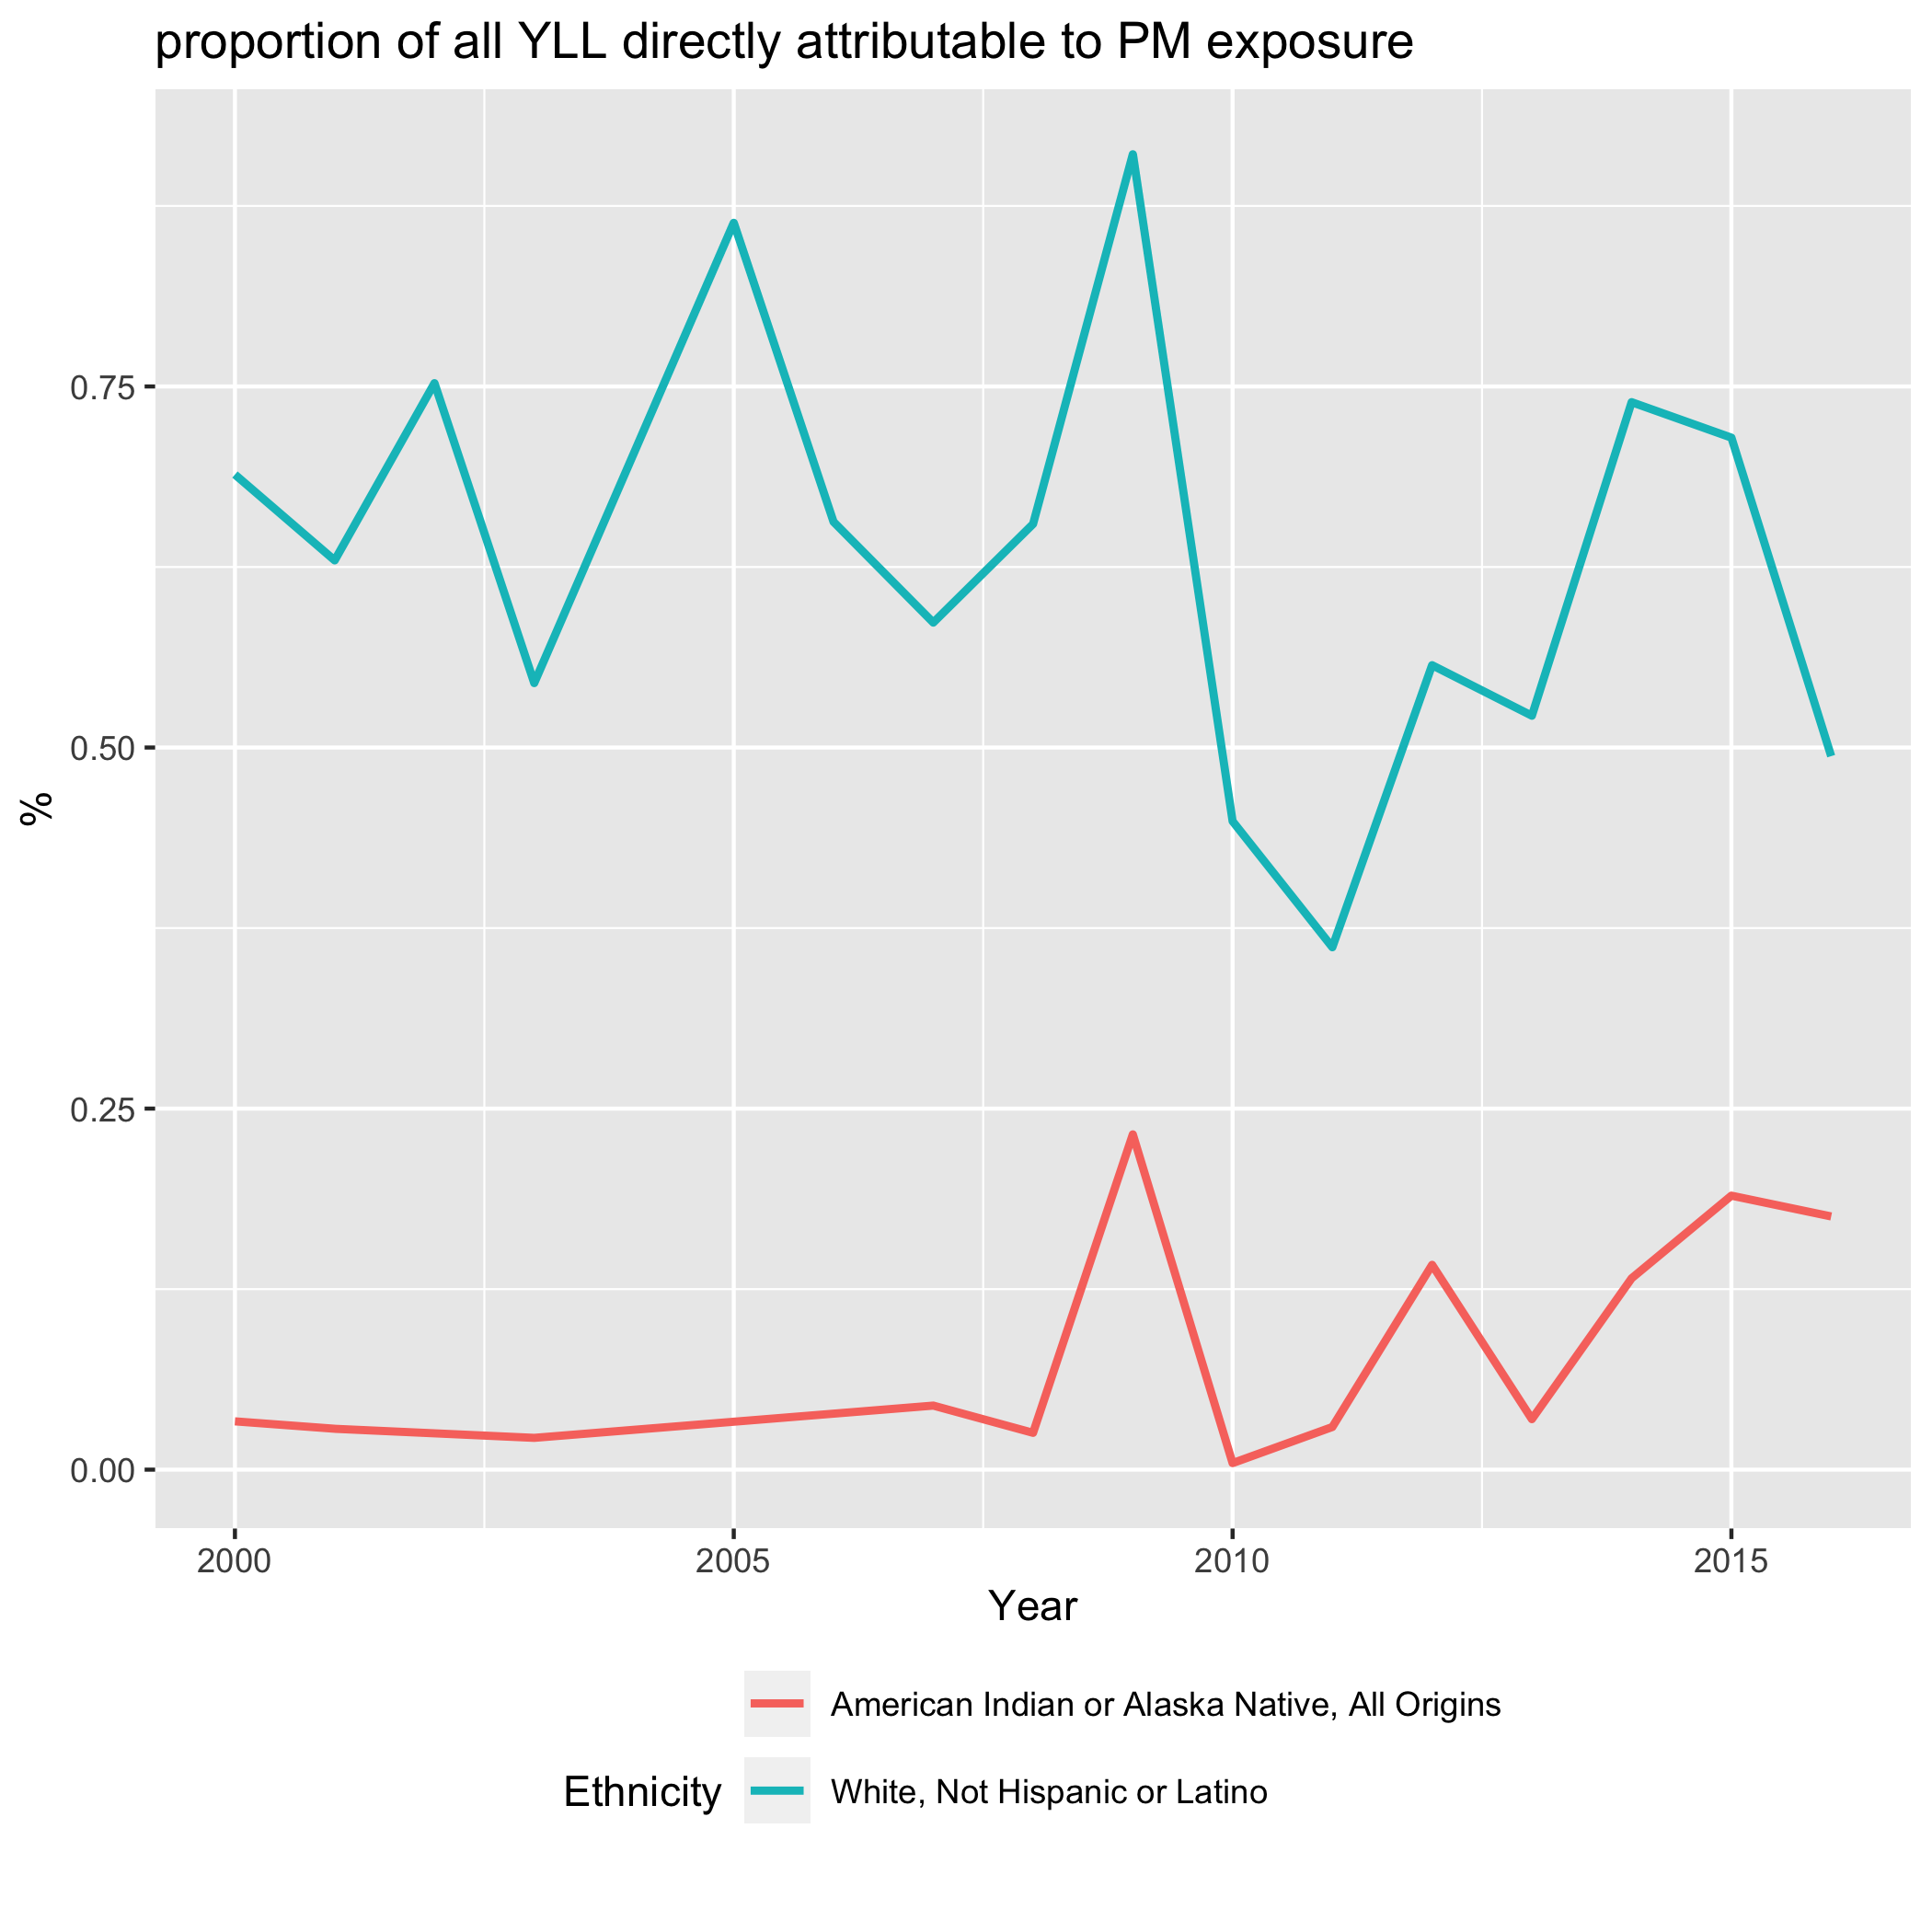 proportion of all YLL directly attributable to PM exposure
0.75
0.50
0.25
0.00
%
2000 2005 2010 2015
Year
Ethnicity
American Indian or Alaska Native, All Origins
White, Not Hispanic or Latino